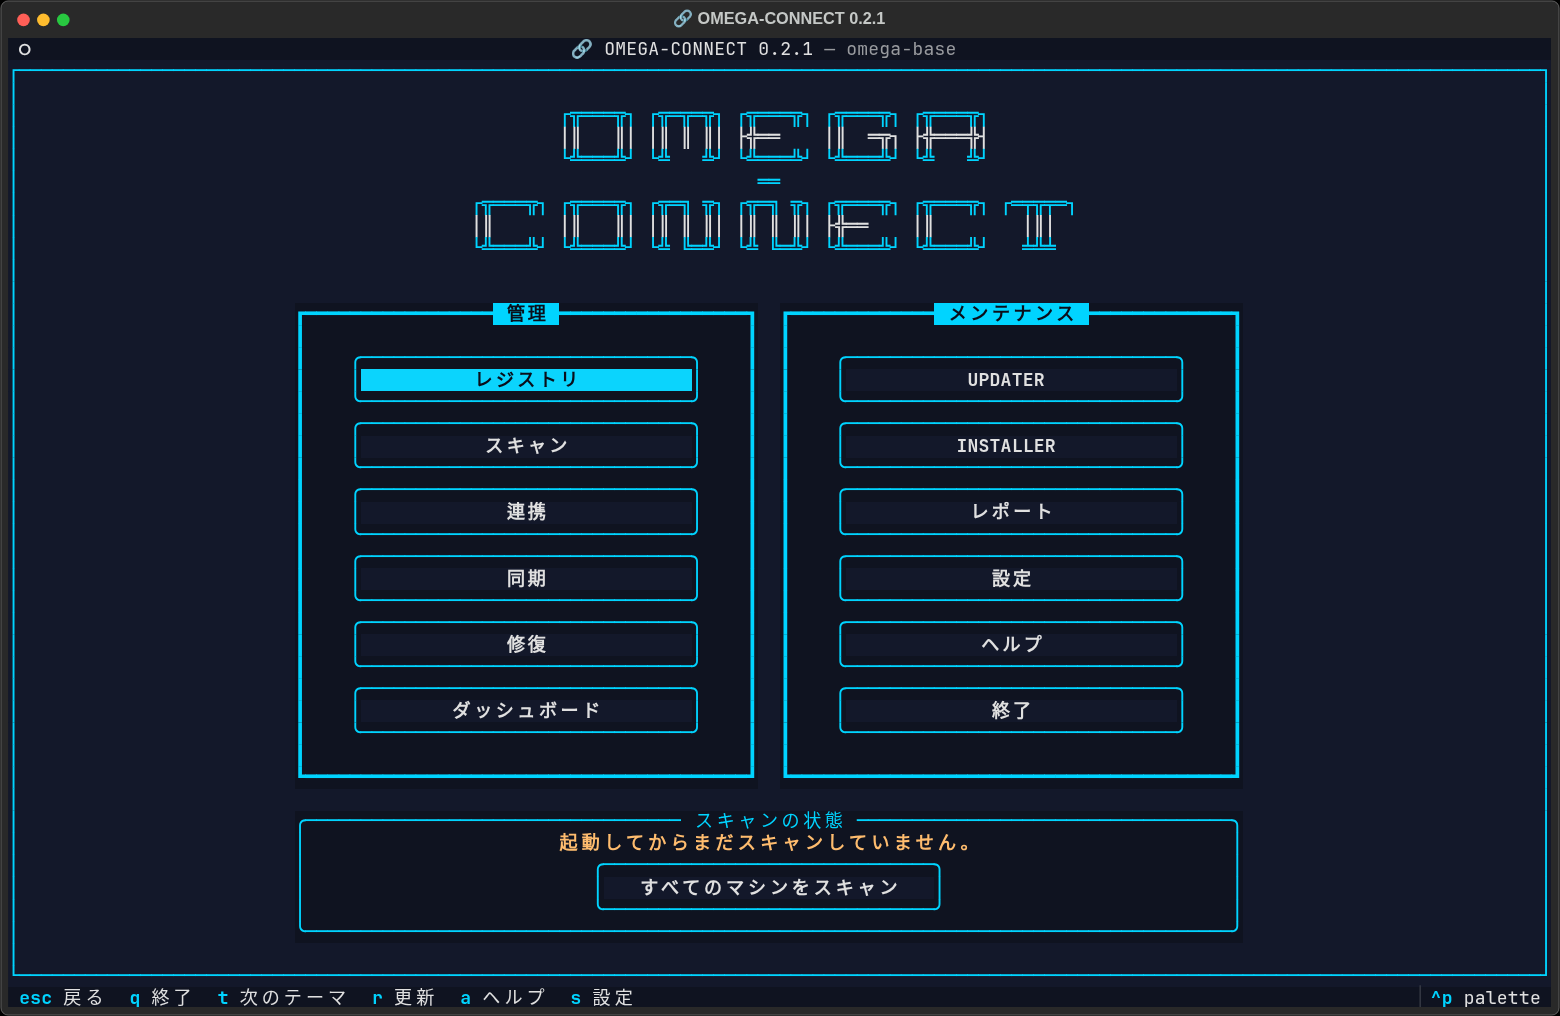 🔗 OMEGA-CONNECT 0.2.1
🔗 OMEGA-CONNECT 0.2.1 — omega-base
OMEGA
-
CONNECT
管理
レジストリ
スキャン
連携
同期
修復
ダッシュボード
メンテナンス
UPDATER
INSTALLER
レポート
設定
ヘルプ
終了
スキャンの状態
起動してからまだスキャンしていません。
すべてのマシンをスキャン
esc 戻る q 終了 t 次のテーマ r 更新 a ヘルプ s 設定 ^p palette